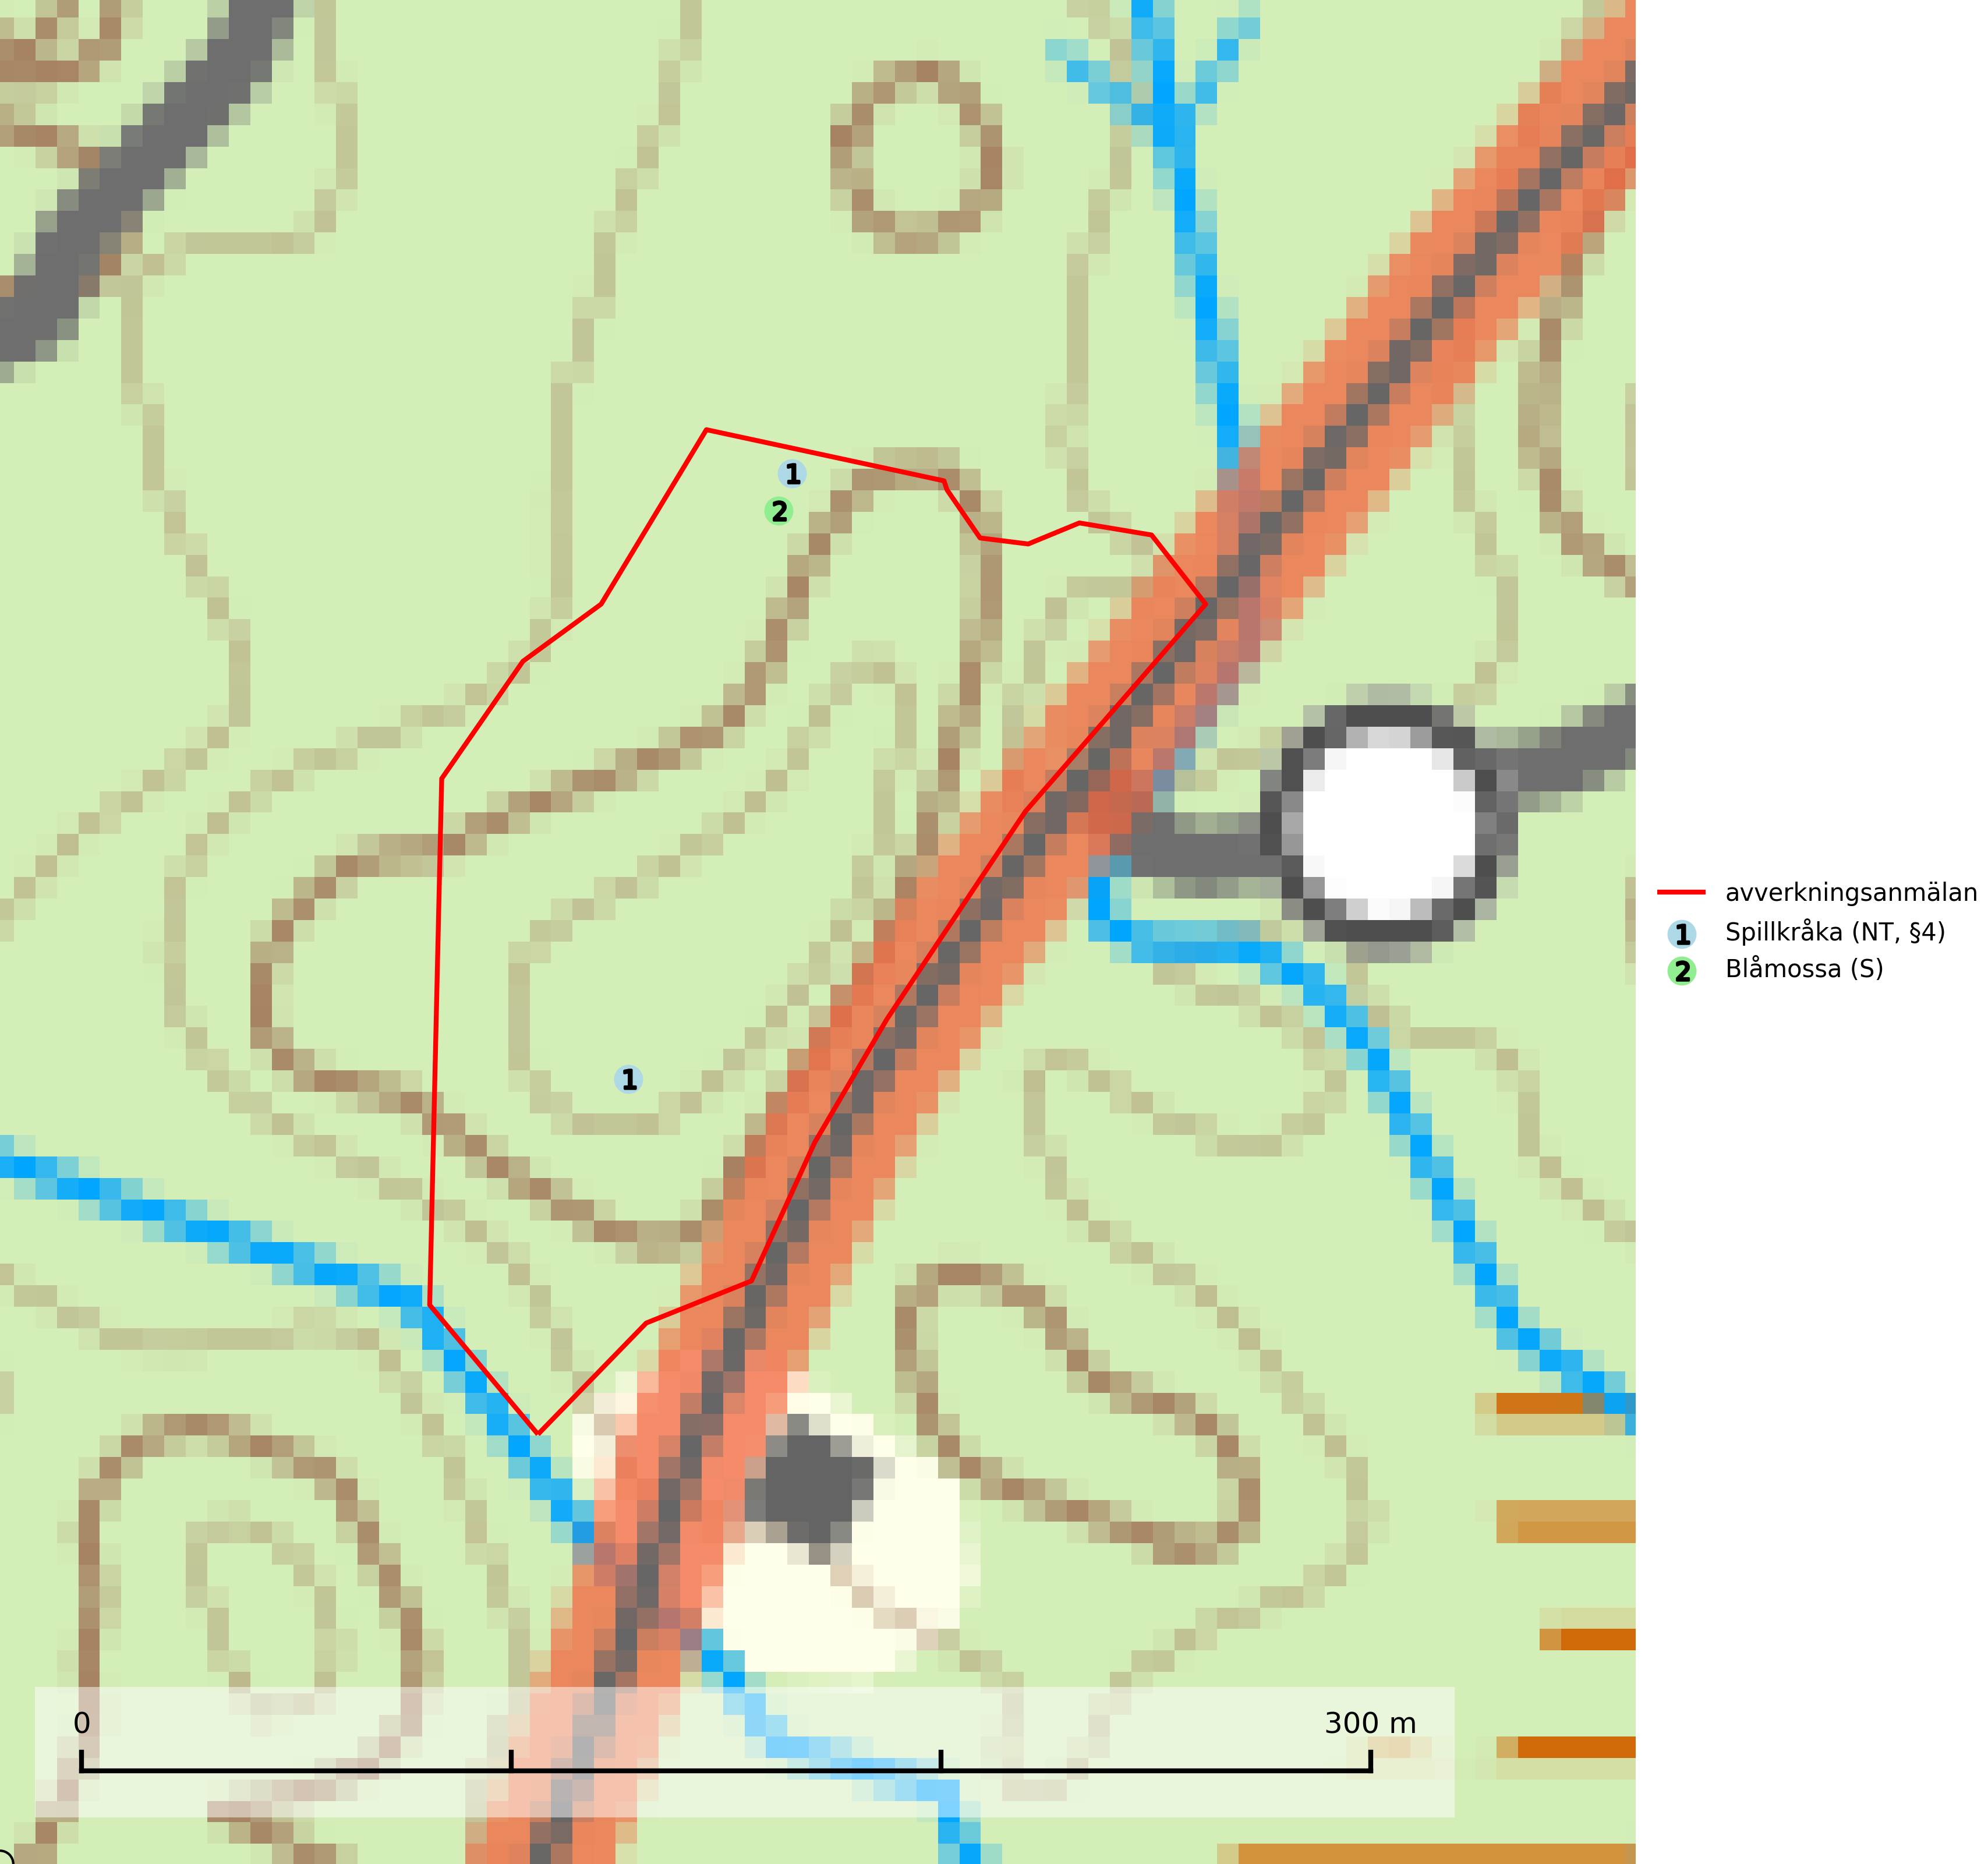 1
2
1
avverkningsanmälan
1 Spillkråka (NT, §4)
2 Blåmossa (S)
0 300 m